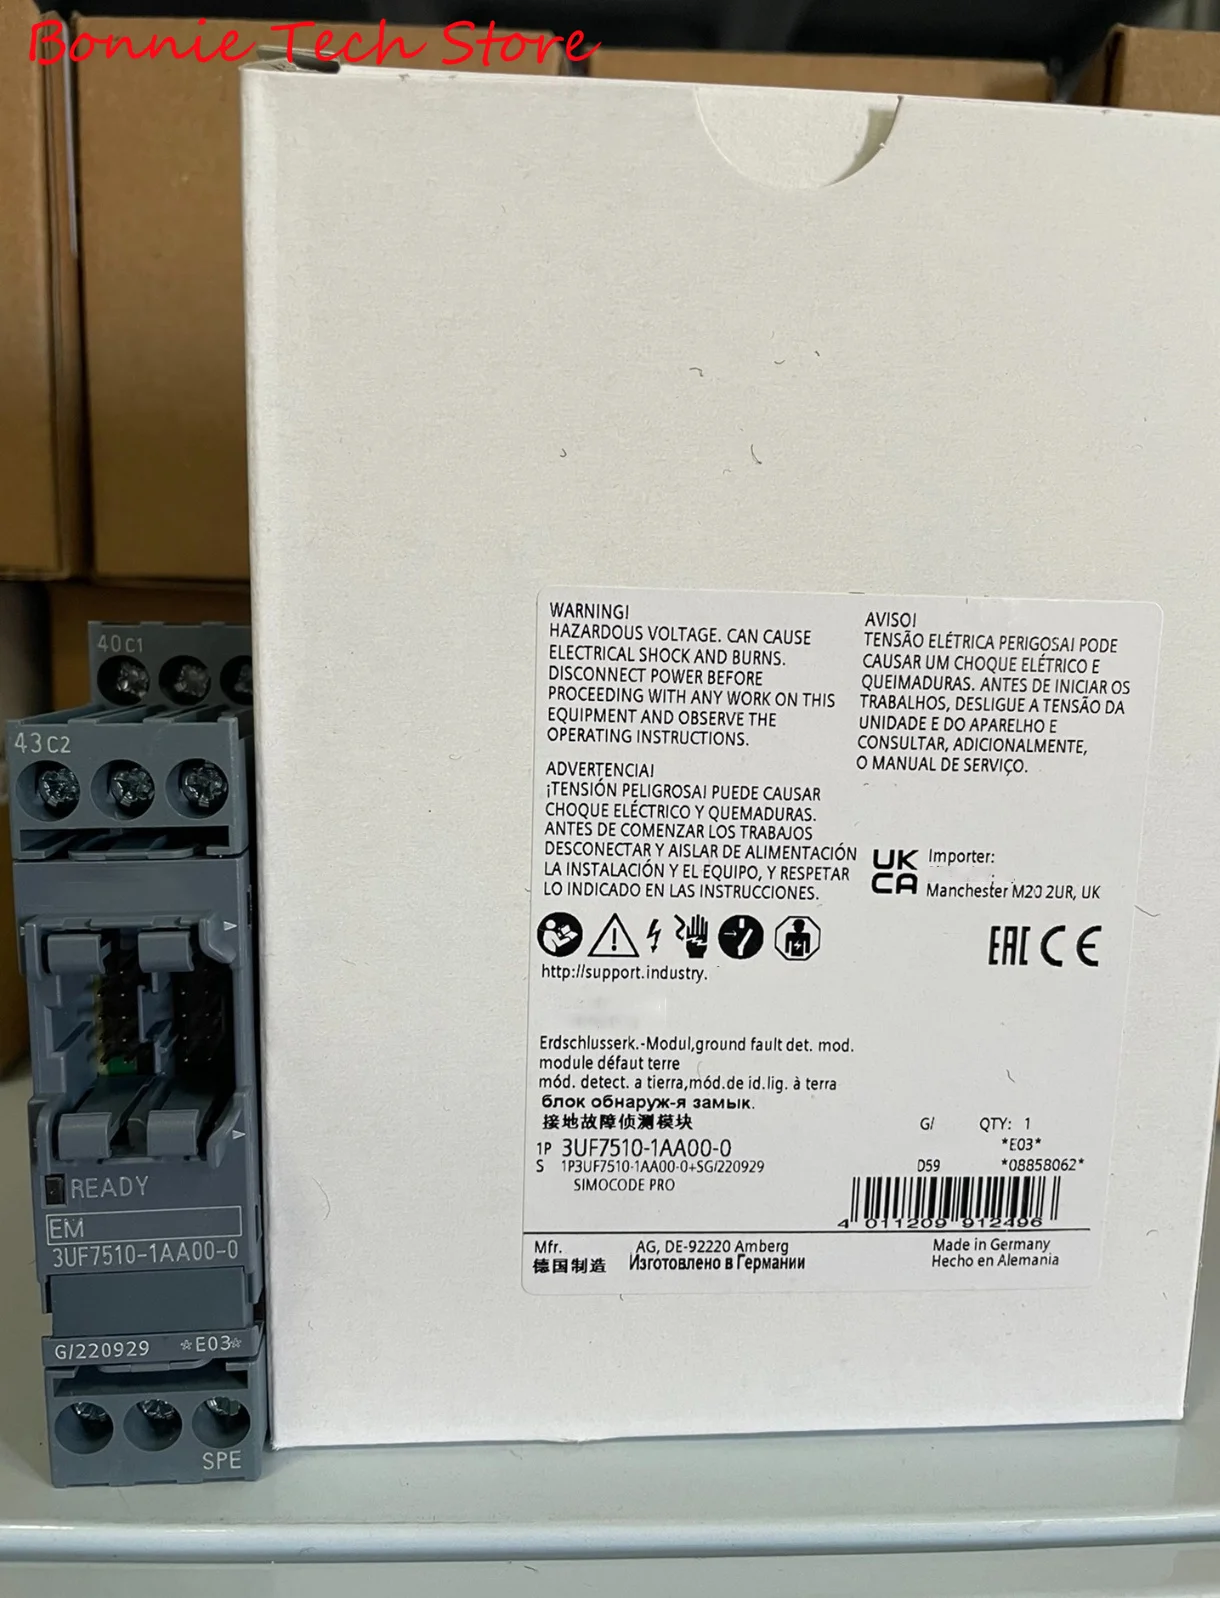 Bonnie Tech Store
40C1
43C2
READY
EM
3UF7510-1AA00-0
G/220929 *E03*
SPE
WARNING!
HAZARDOUS VOLTAGE. CAN CAUSE
ELECTRICAL SHOCK AND BURNS.
DISCONNECT POWER BEFORE
PROCEEDING WITH ANY WORK ON THIS
EQUIPMENT AND OBSERVE THE
OPERATING INSTRUCTIONS.
ADVERTENCIA!
¡TENSIÓN PELIGROSA! PUEDE CAUSAR
CHOQUE ELÉCTRICO Y QUEMADURAS.
ANTES DE COMENZAR LOS TRABAJOS
DESCONECTAR Y AISLAR DE ALIMENTACIÓN
LA INSTALACIÓN Y EL EQUIPO, Y RESPETAR
LO INDICADO EN LAS INSTRUCCIONES.
AVISO!
TENSÃO ELÉTRICA PERIGOSA! PODE
CAUSAR UM CHOQUE ELÉTRICO E
QUEIMADURAS. ANTES DE INICIAR OS
TRABALHOS, DESLIGUE A TENSÃO DA
UNIDADE E DO APARELHO E
CONSULTAR, ADICIONALMENTE,
O MANUAL DE SERVIÇO.
UK
CA
Importer:
Manchester M20 2UR, UK
EAC CE
http://support.industry.
Erdschlusserk.-Modul,ground fault det. mod.
module défaut terre
mód. detect. a tierra,mód.de id.lig. à terra
блок обнаруж-я замык.
接地故障侦测模块
G/ QTY: 1
1P 3UF7510-1AA00-0 *E03*
S 1P3UF7510-1AA00-0+SG/220929 D59 *08858062*
SIMOCODE PRO
4 011209 912496
Mfr. AG, DE-92220 Amberg Made in Germany
德国制造 Изготовлено в Германии Hecho en Alemania